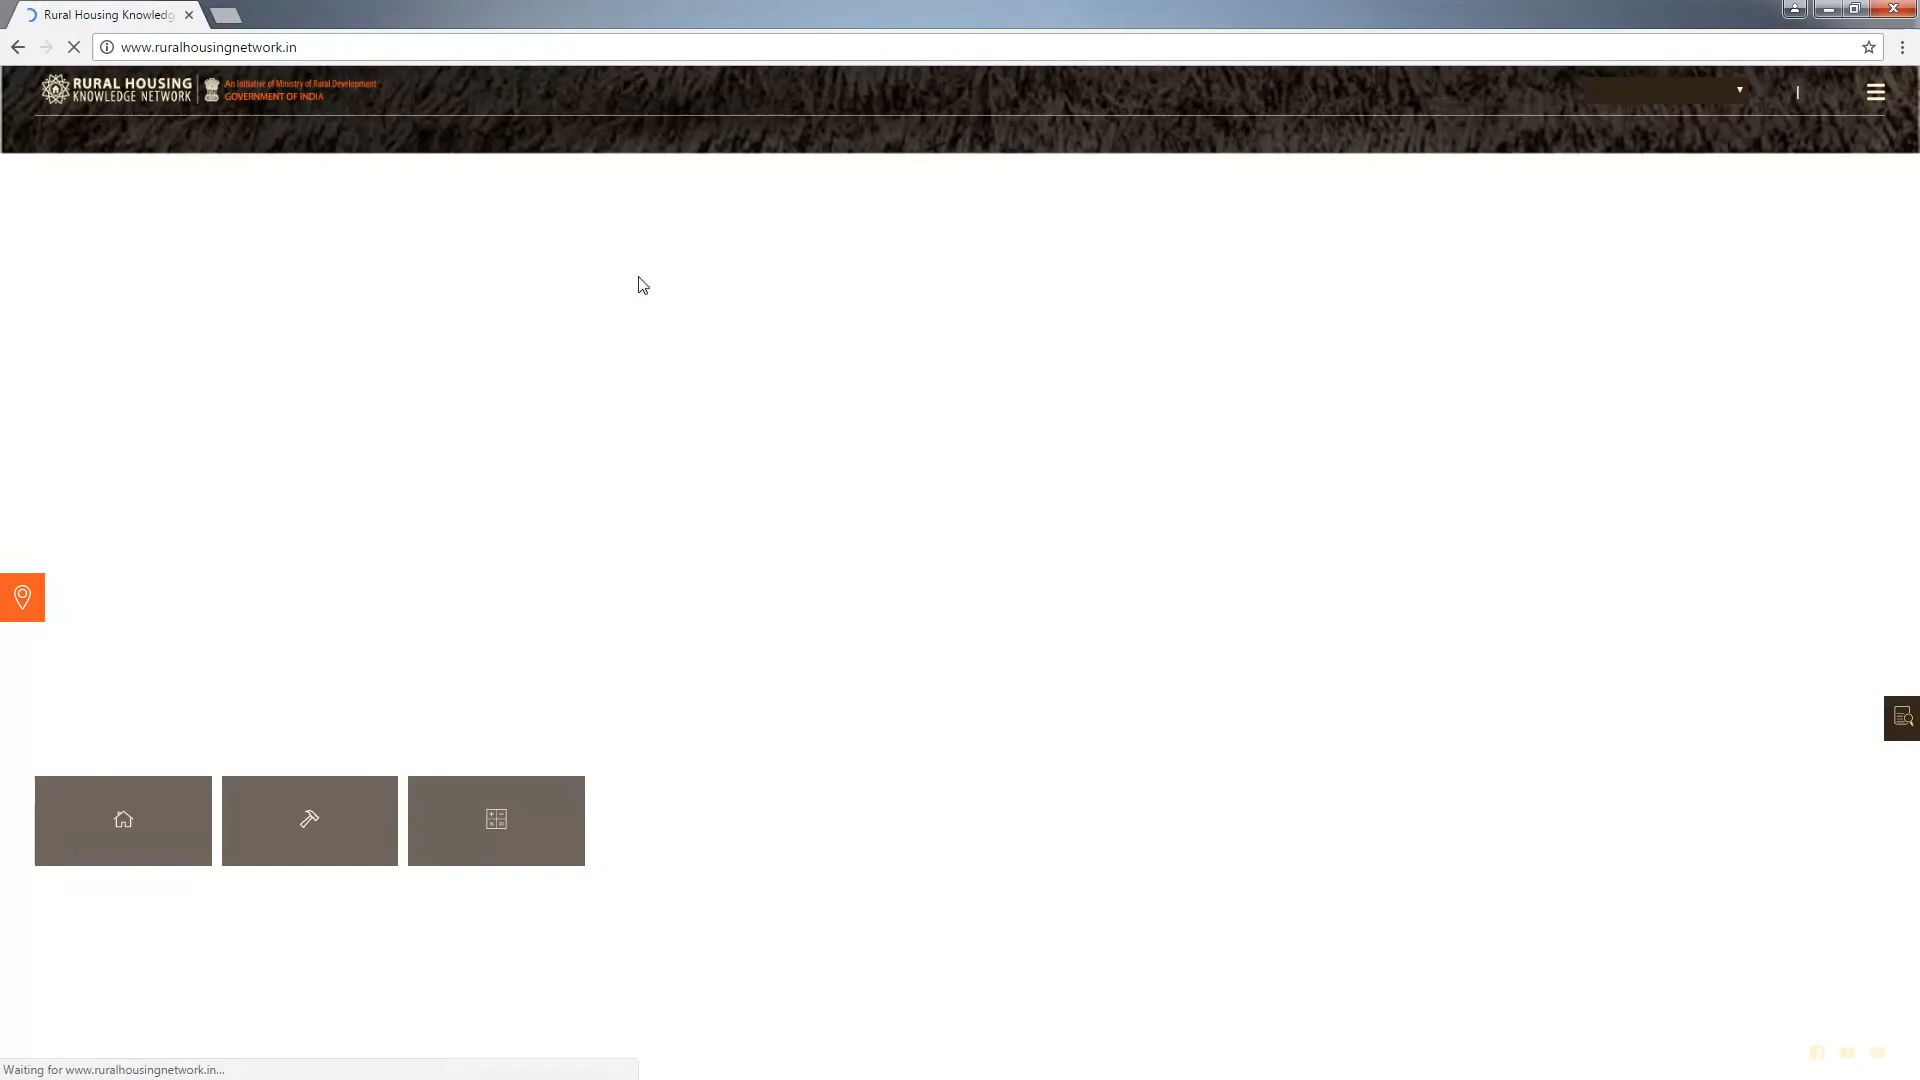 Rural Housing Knowledg
www.ruralhousingnetwork.in
RURAL HOUSING
KNOWLEDGE NETWORK
An Initiative of Ministry of Rural Development
GOVERNMENT OF INDIA
Waiting for www.ruralhousingnetwork.in...